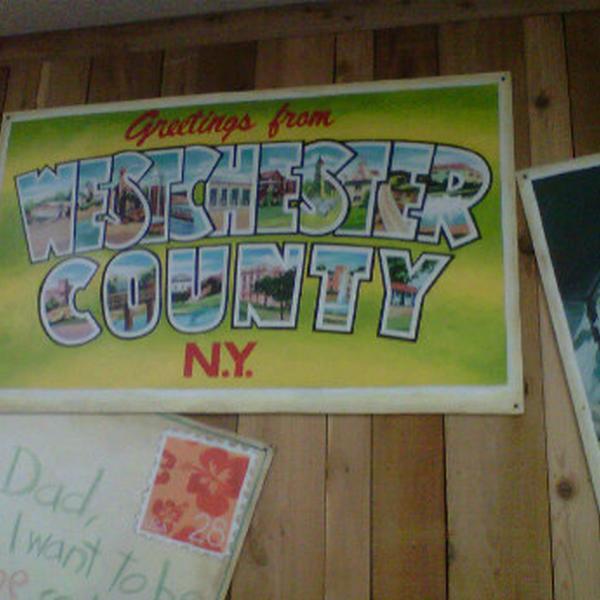 Greetings from
WESTCHESTER
COUNTY
N.Y.
Dad,
28
I want to be